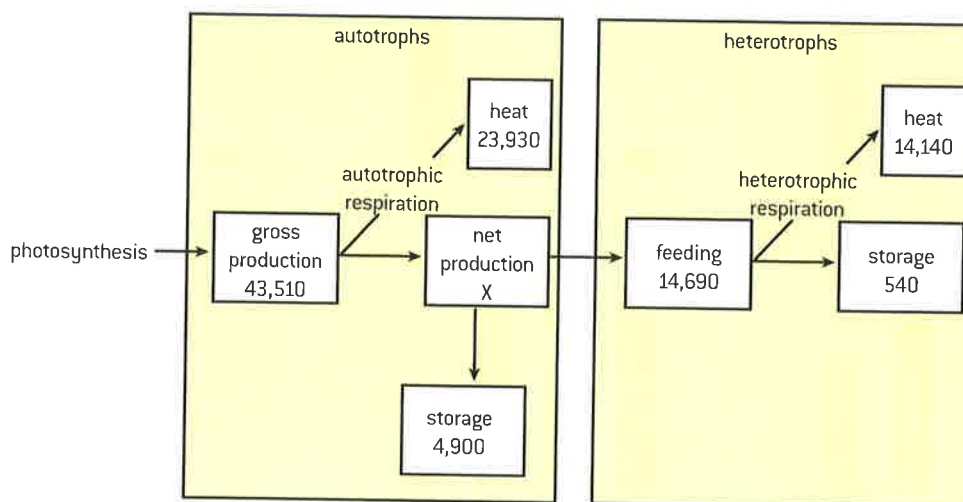 autotrophs
heat
23,930
autotrophic
respiration
photosynthesis
gross
production
43,510
net
production
X
storage
4,900
heterotrophs
heat
14,140
heterotrophic
respiration
feeding
14,690
storage
540